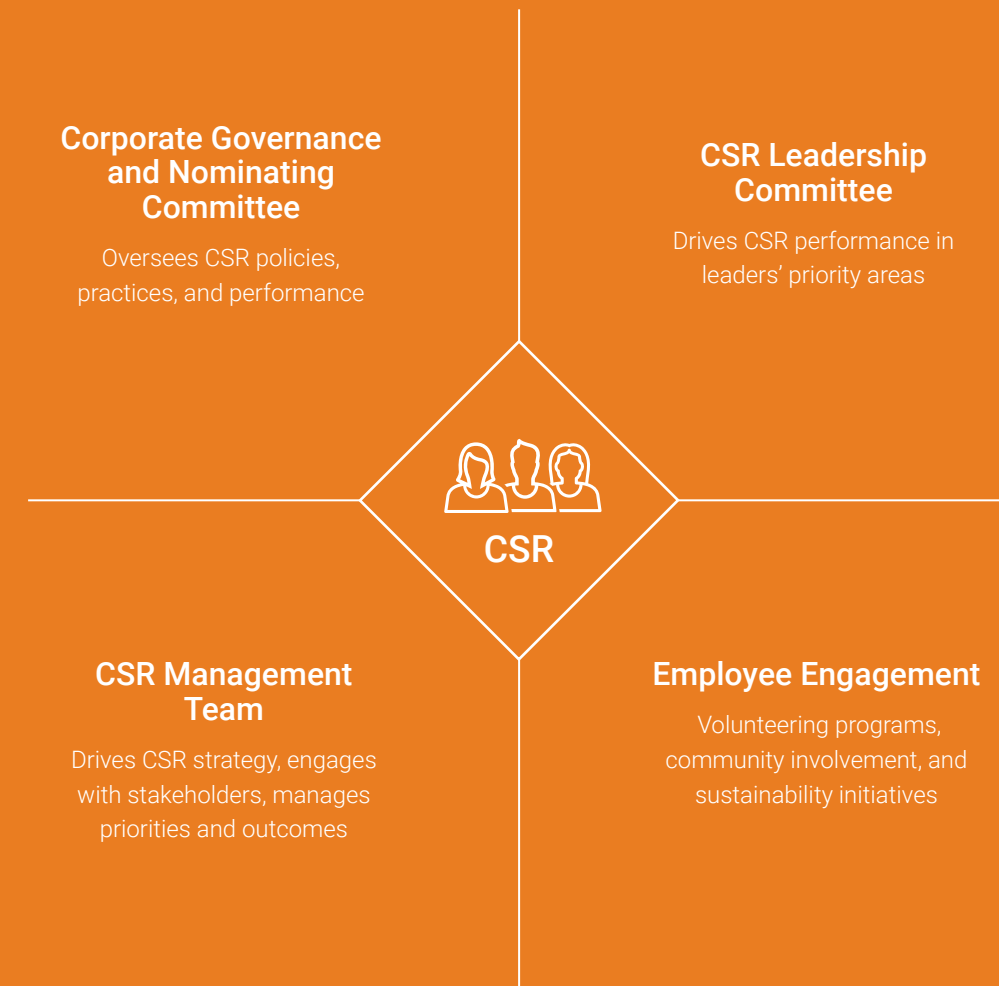 Corporate Governance
and Nominating
Committee
Oversees CSR policies,
practices, and performance
CSR Leadership
Committee
Drives CSR performance in
leaders’ priority areas
CSR
CSR Management
Team
Drives CSR strategy, engages
with stakeholders, manages
priorities and outcomes
Employee Engagement
Volunteering programs,
community involvement, and
sustainability initiatives